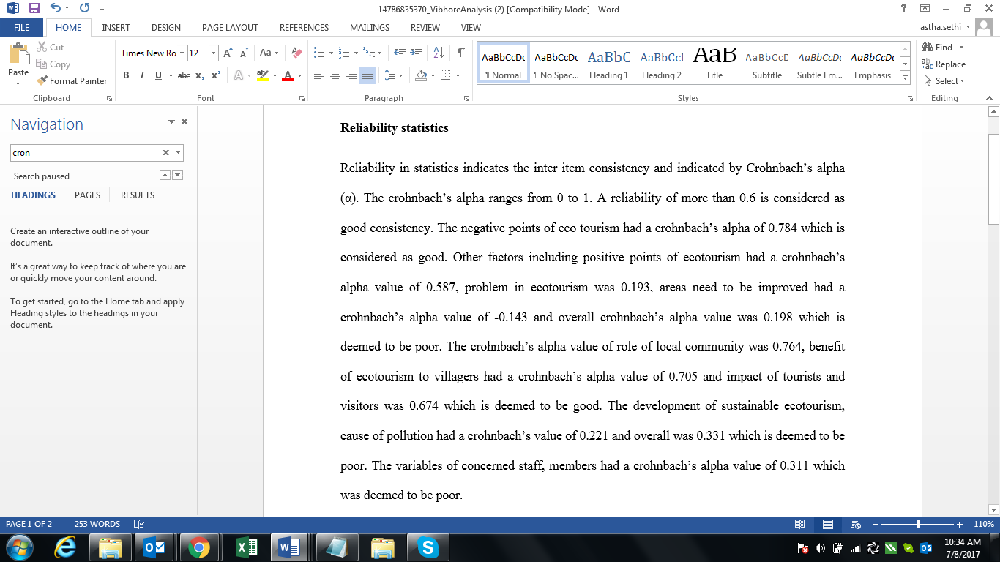 14786835370_VibhoreAnalysis (2) [Compatibility Mode] - Word
FILE HOME INSERT DESIGN PAGE LAYOUT REFERENCES MAILINGS REVIEW VIEW astha.sethi
Paste
Cut
Copy
Format Painter
Clipboard
Times New Ro 12
Font
Paragraph
AaBbCcDc AaBbCcDc AaBbC AaBbCcI AaB AaBbCcD AaBbCcDc AaBbCcDc
¶ Normal ¶ No Spac... Heading 1 Heading 2 Title Subtitle Subtle Em... Emphasis
Styles
Find
Replace
Select
Editing
Navigation
cron
Search paused
HEADINGS PAGES RESULTS
Create an interactive outline of your
document.
It's a great way to keep track of where you are
or quickly move your content around.
To get started, go to the Home tab and apply
Heading styles to the headings in your
document.
Reliability statistics
Reliability in statistics indicates the inter item consistency and indicated by Crohnbach’s alpha
(α). The crohnbach’s alpha ranges from 0 to 1. A reliability of more than 0.6 is considered as
good consistency. The negative points of eco tourism had a crohnbach’s alpha of 0.784 which is
considered as good. Other factors including positive points of ecotourism had a crohnbach’s
alpha value of 0.587, problem in ecotourism was 0.193, areas need to be improved had a
crohnbach’s alpha value of -0.143 and overall crohnbach’s alpha value was 0.198 which is
deemed to be poor. The crohnbach’s alpha value of role of local community was 0.764, benefit
of ecotourism to villagers had a crohnbach’s alpha value of 0.705 and impact of tourists and
visitors was 0.674 which is deemed to be good. The development of sustainable ecotourism,
cause of pollution had a crohnbach’s value of 0.221 and overall was 0.331 which is deemed to be
poor. The variables of concerned staff, members had a crohnbach’s alpha value of 0.311 which
was deemed to be poor.
PAGE 1 OF 2 253 WORDS 110%
10:34 AM
7/8/2017